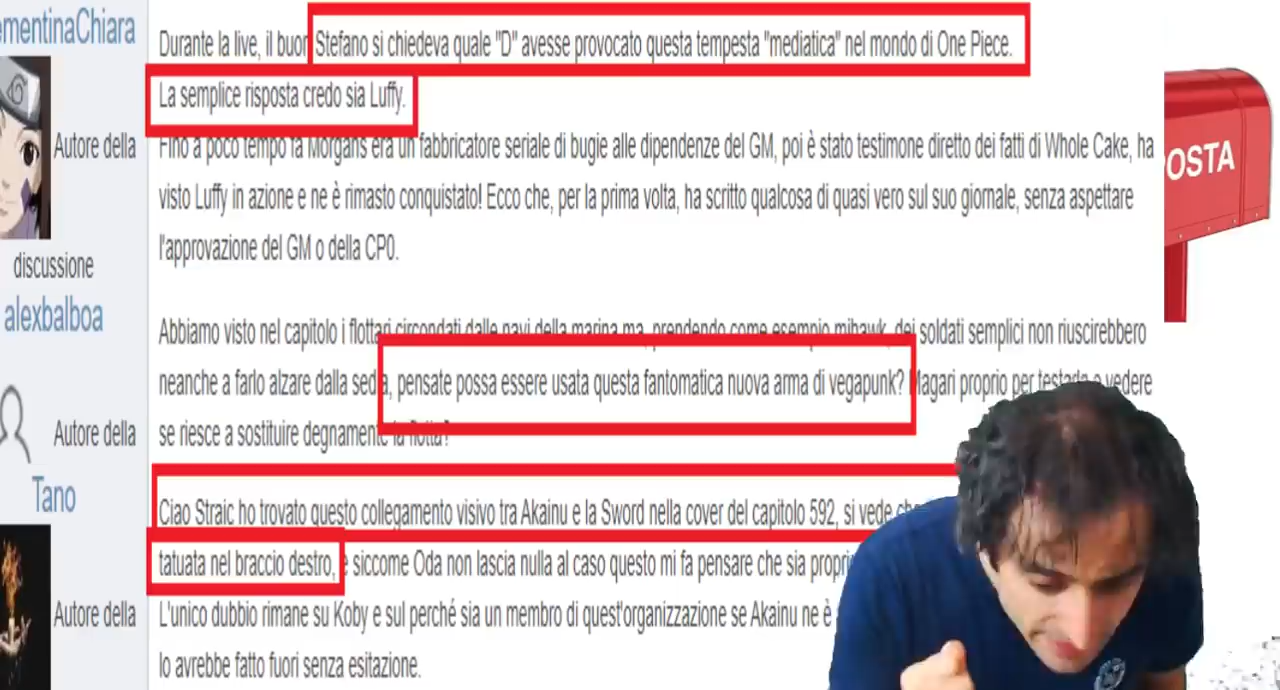 ementinaChiara
Durante la live, il buon Stefano si chiedeva quale "D" avesse provocato questa tempesta "mediatica" nel mondo di One Piece.
La semplice risposta credo sia Luffy.
Autore della
Fino a poco tempo fa Morgans era un fabbricatore seriale di bugie alle dipendenze del GM, poi è stato testimone diretto dei fatti di Whole Cake, ha
visto Luffy in azione e ne è rimasto conquistato! Ecco che, per la prima volta, ha scritto qualcosa di quasi vero sul suo giornale, senza aspettare
l'approvazione del GM o della CP0.
discussione
OSTA
alexbalboa
Abbiamo visto nel capitolo i flottari circondati dalle navi della marina ma, prendendo come esempio mihawk, dei soldati semplici non riuscirebbero
neanche a farlo alzare dalla sedia, pensate possa essere usata questa fantomatica nuova arma di vegapunk? Magari proprio per testarla o vedere
Autore della
se riesce a sostituire degnamente la flotta?
Tano
Ciao Straic ho trovato questo collegamento visivo tra Akainu e la Sword nella cover del capitolo 592, si vede
tatuata nel braccio destro, e siccome Oda non lascia nulla al caso questo mi fa pensare che sia
Autore della
L'unico dubbio rimane su Koby e sul perché sia un membro di quest'organizzazione se Akainu ne è
lo avrebbe fatto fuori senza esitazione.